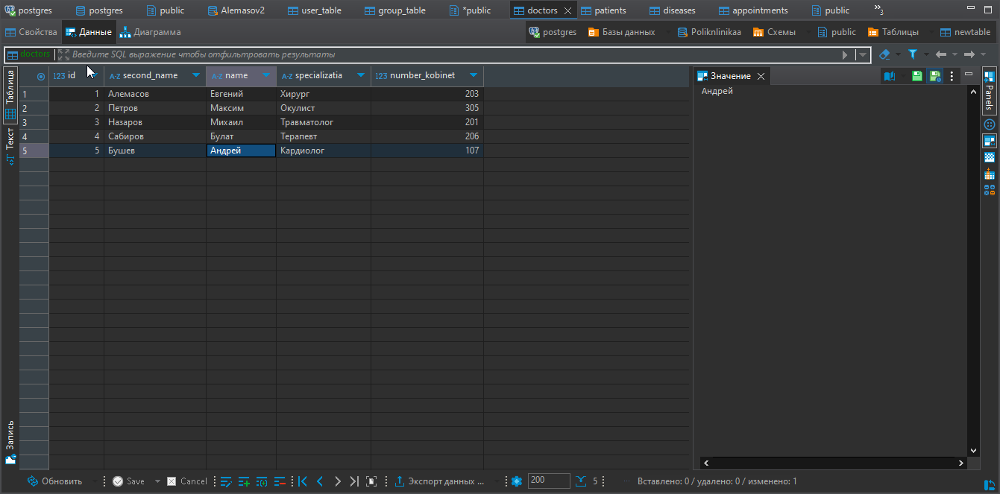 postgres postgres public Alemasov2 user_table group_table *public doctors patients diseases appointments public 3
Свойства Данные Диаграмма postgres Базы данных Poliknlinikaa Схемы public Таблицы newtable
doctors Введите SQL выражение чтобы отфильтровать результаты
Таблица
Текст
Запись
123 id A-Z second_name A-Z name A-Z specializatia 123 number_kobinet
1 1 Алемасов Евгений Хирург 203
2 2 Петров Максим Окулист 305
3 3 Назаров Михаил Травматолог 201
4 4 Сабиров Булат Терапевт 206
5 5 Бушев Андрей Кардиолог 107
Значение
Андрей
Panels
Обновить Save Cancel Экспорт данных ... 200 5 Вставлено: 0 / удалено: 0 / изменено: 1